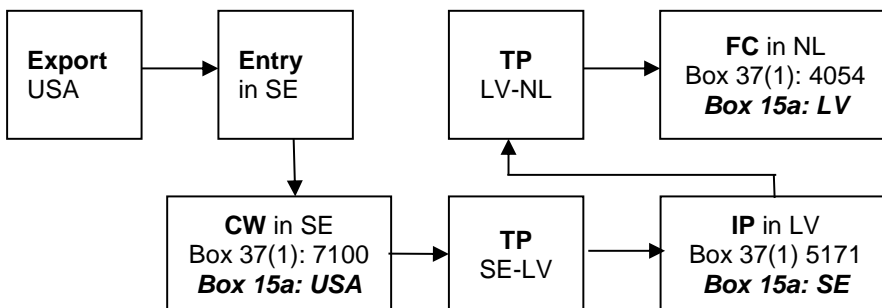 Export
USA
Entry
in SE
CW in SE
Box 37(1): 7100
Box 15a: USA
TP
SE-LV
IP in LV
Box 37(1) 5171
Box 15a: SE
TP
LV-NL
FC in NL
Box 37(1): 4054
Box 15a: LV